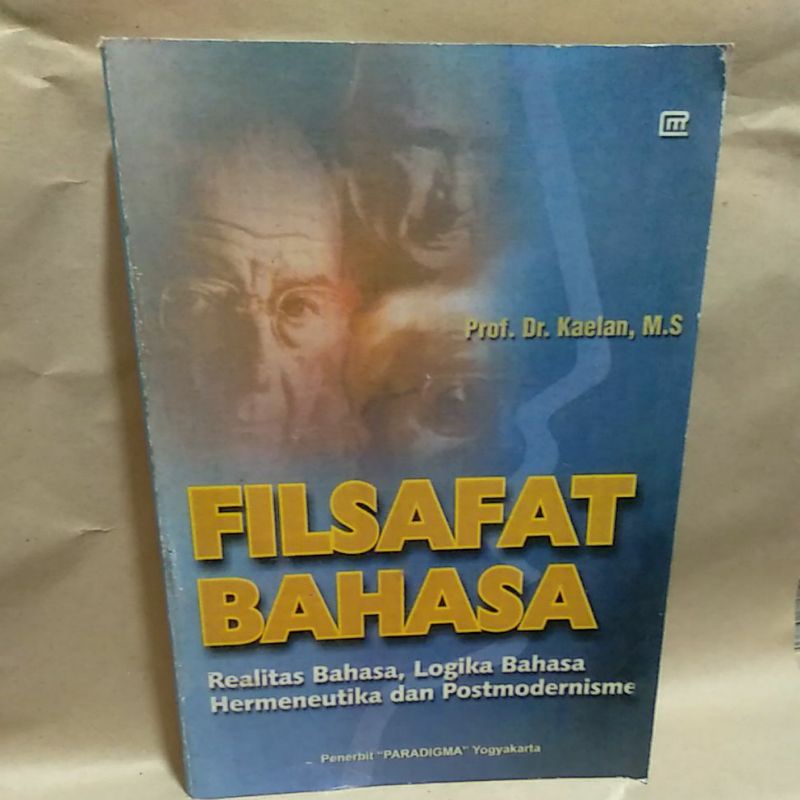 Prof. Dr. Kaelan, M.S
FILSAFAT
BAHASA
Realitas Bahasa, Logika Bahasa
Hermeneutika dan Postmodernisme
Penerbit "PARADIGMA" Yogyakarta